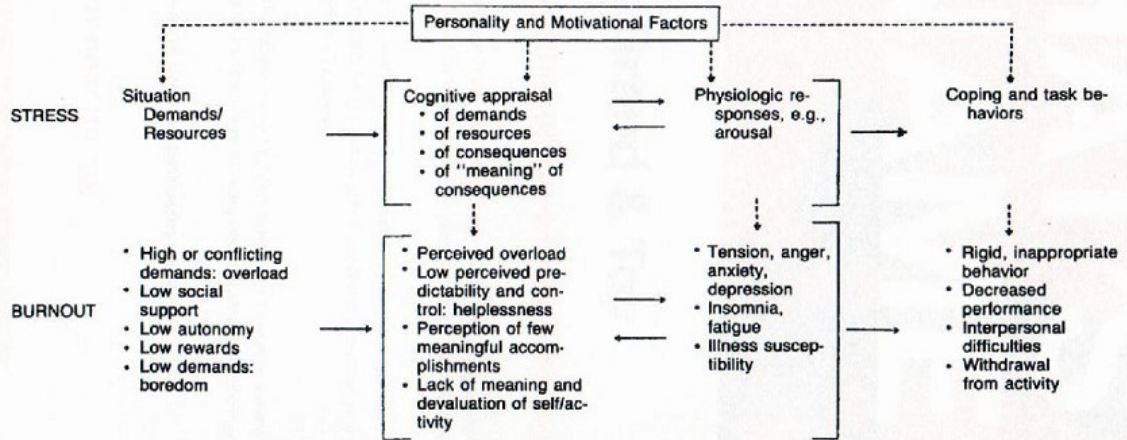 Personality and Motivational Factors
STRESS
Situation
Demands/
Resources
Cognitive appraisal
• of demands
• of resources
• of consequences
• of "meaning" of
consequences
Physiologic re-
sponses, e.g.,
arousal
Coping and task be-
haviors
BURNOUT
• High or conflicting
demands: overload
• Low social
support
• Low autonomy
• Low rewards
• Low demands:
boredom
• Perceived overload
• Low perceived pre-
dictability and con-
trol: helplessness
• Perception of few
meaningful accom-
plishments
• Lack of meaning and
devaluation of self/ac-
tivity
• Tension, anger,
anxiety,
depression
• Insomnia,
fatigue
• Illness suscep-
tibility
• Rigid, inappropriate
behavior
• Decreased
performance
• Interpersonal
difficulties
• Withdrawal
from activity